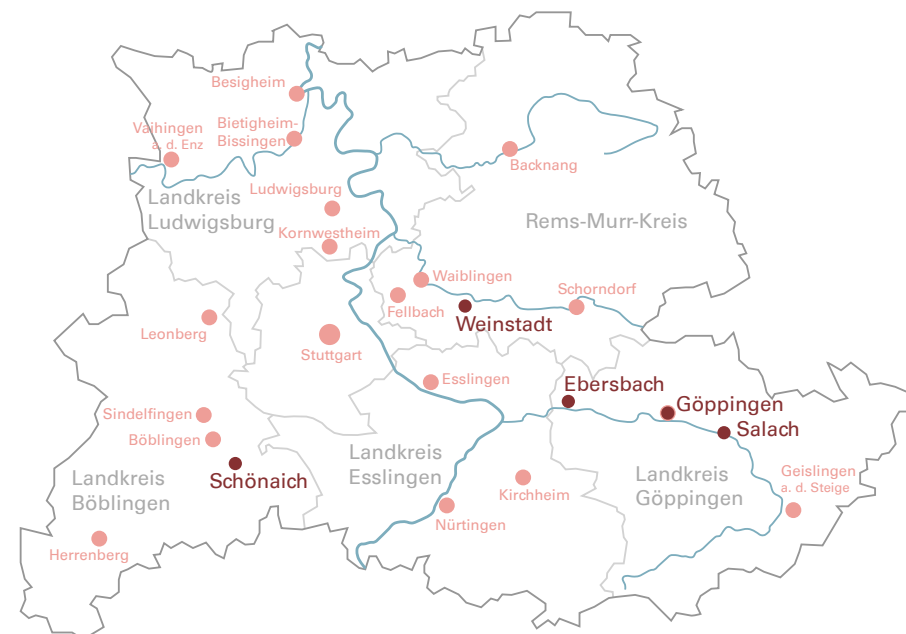 Besigheim
Vaihingen
a. d. Enz
Bietigheim-
Bissingen
Backnang
Landkreis
Ludwigsburg
Ludwigsburg
Rems-Murr-Kreis
Kornwestheim
Waiblingen
Fellbach
Schorndorf
Weinstadt
Leonberg
Stuttgart
Esslingen
Ebersbach
Göppingen
Salach
Sindelfingen
Böblingen
Schönaich
Landkreis
Böblingen
Landkreis
Esslingen
Kirchheim
Landkreis
Göppingen
Geislingen
a. d. Steige
Nürtingen
Herrenberg